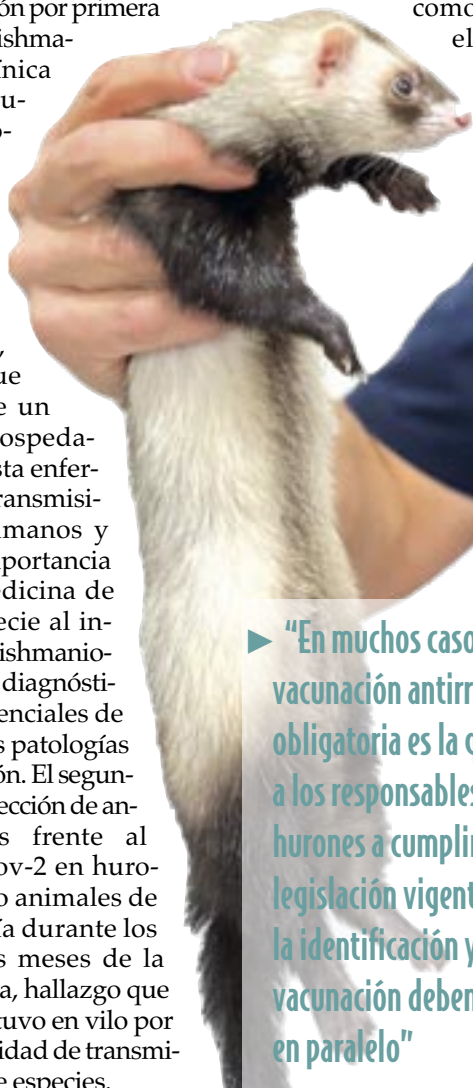 ón por primera
ishma-
ínica
u-
-
,
ue
e un
ospeda-
sta enfer-
ransmisi-
umanos y
portancia
dicina de
ecie al in-
ishmanio-
diagnósti-
enciales de
s patologías
ón. El segun-
ección de an-
s frente al
ov-2 en huro-
o animales de
ía durante los
s meses de la
a, hallazgo que
tuvo en vilo por
idad de transmi-
e especies.
como
el
► “En muchos caso
vacunación antirr
obligatoria es la c
a los responsables
hurones a cumplir
legislación vigent
la identificación y
vacunación deben
en paralelo”